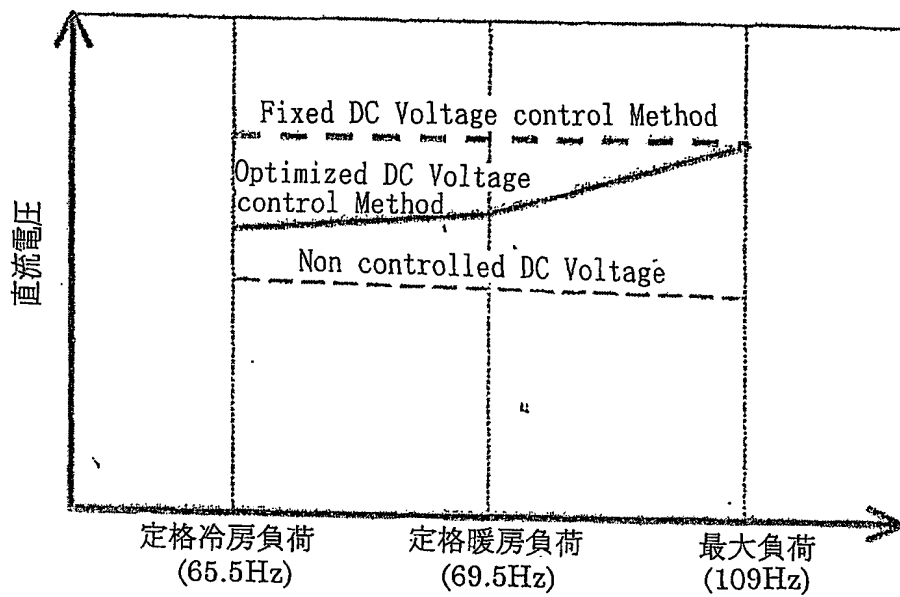 Fixed DC Voltage control Method
Optimized DC Voltage
control Method
Non controlled DC Voltage
直流電圧
定格冷房負荷
(65.5Hz)
定格暖房負荷
(69.5Hz)
最大負荷
(109Hz)